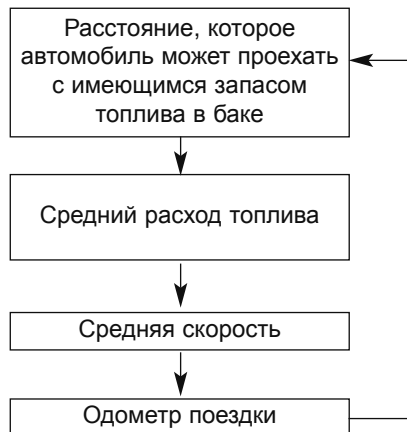 Расстояние, которое
автомобиль может проехать
с имеющимся запасом
топлива в баке
Средний расход топлива
Средняя скорость
Одометр поездки